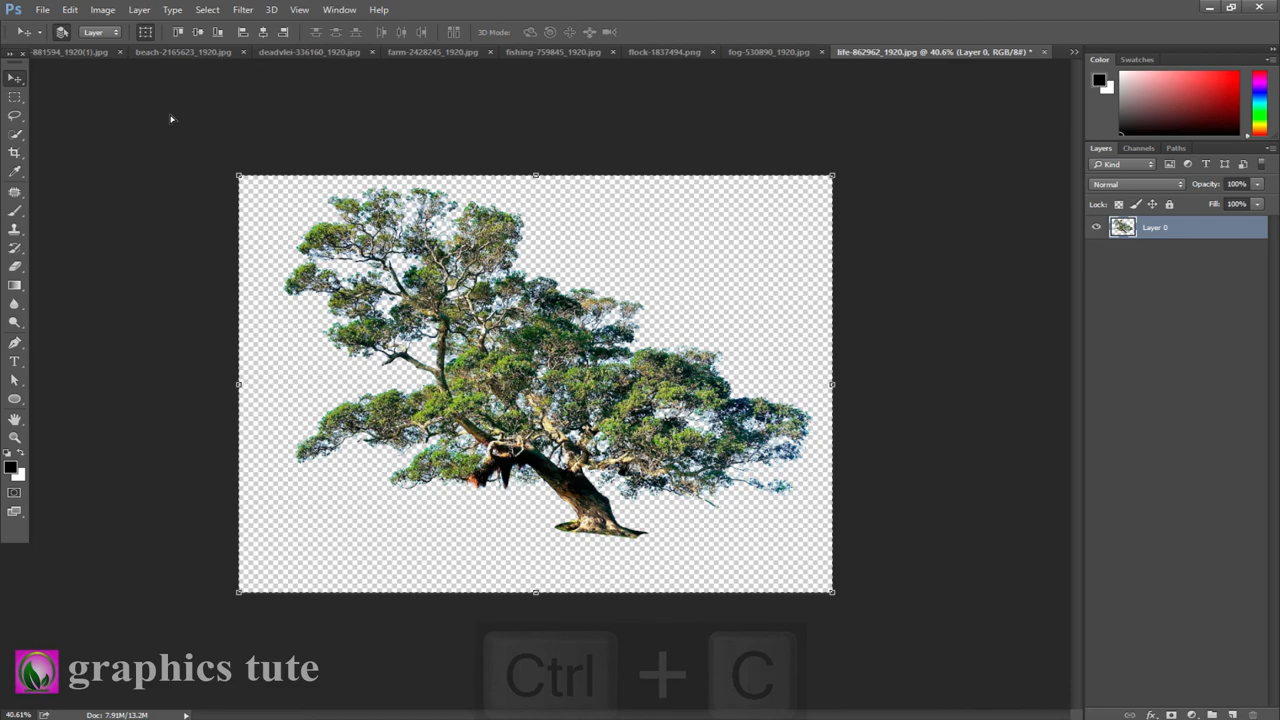 Ps File Edit Image Layer Type Select Filter 3D View Window Help
Layer 3D Mode:
-881594_1920(1).jpg × beach-2165623_1920.jpg × deadvlei-336160_1920.jpg × farm-2428245_1920.jpg × fishing-759845_1920.jpg × flock-1837494.png × fog-530890_1920.jpg × life-862962_1920.jpg @ 40.6% (Layer 0, RGB/8#) * ×
Color Swatches
Layers Channels Paths
Kind
Normal Opacity: 100%
Lock: Fill: 100%
Layer 0
Ctrl + C
graphics tute
40.61% Doc: 7.91M/13.2M